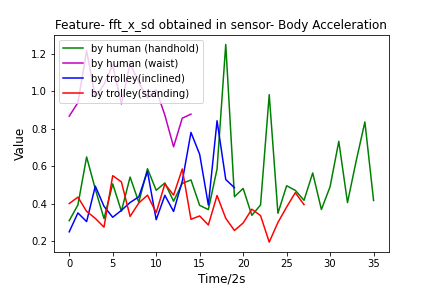 Feature- fft_x_sd obtained in sensor- Body Acceleration
by human (handhold)
by human (waist)
by trolley(inclined)
by trolley(standing)
Value
1.2
1.0
0.8
0.6
0.4
0.2
0 5 10 15 20 25 30 35
Time/2s